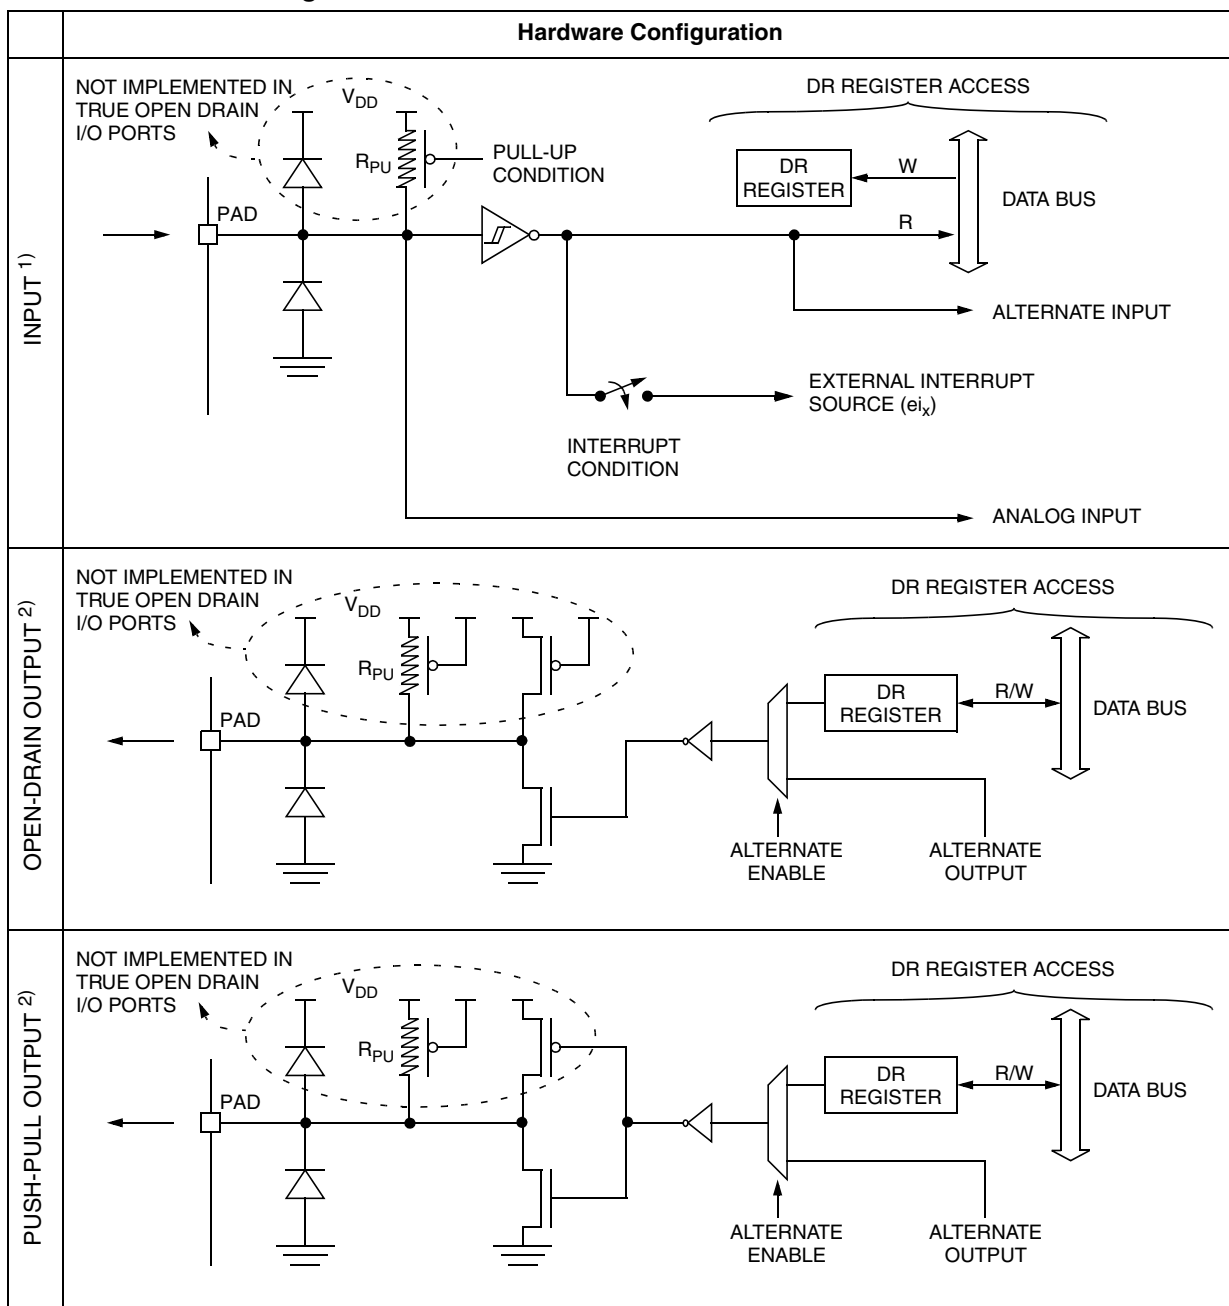 Hardware Configuration
INPUT 1)
NOT IMPLEMENTED IN
TRUE OPEN DRAIN
I/O PORTS
VDD
RPU
PULL-UP
CONDITION
PAD
DR REGISTER ACCESS
DR
REGISTER
W
R
DATA BUS
ALTERNATE INPUT
EXTERNAL INTERRUPT
SOURCE (eix)
INTERRUPT
CONDITION
ANALOG INPUT
OPEN-DRAIN OUTPUT 2)
NOT IMPLEMENTED IN
TRUE OPEN DRAIN
I/O PORTS
VDD
RPU
PAD
DR REGISTER ACCESS
DR
REGISTER
R/W
DATA BUS
ALTERNATE
ENABLE
ALTERNATE
OUTPUT
PUSH-PULL OUTPUT 2)
NOT IMPLEMENTED IN
TRUE OPEN DRAIN
I/O PORTS
VDD
RPU
PAD
DR REGISTER ACCESS
DR
REGISTER
R/W
DATA BUS
ALTERNATE
ENABLE
ALTERNATE
OUTPUT